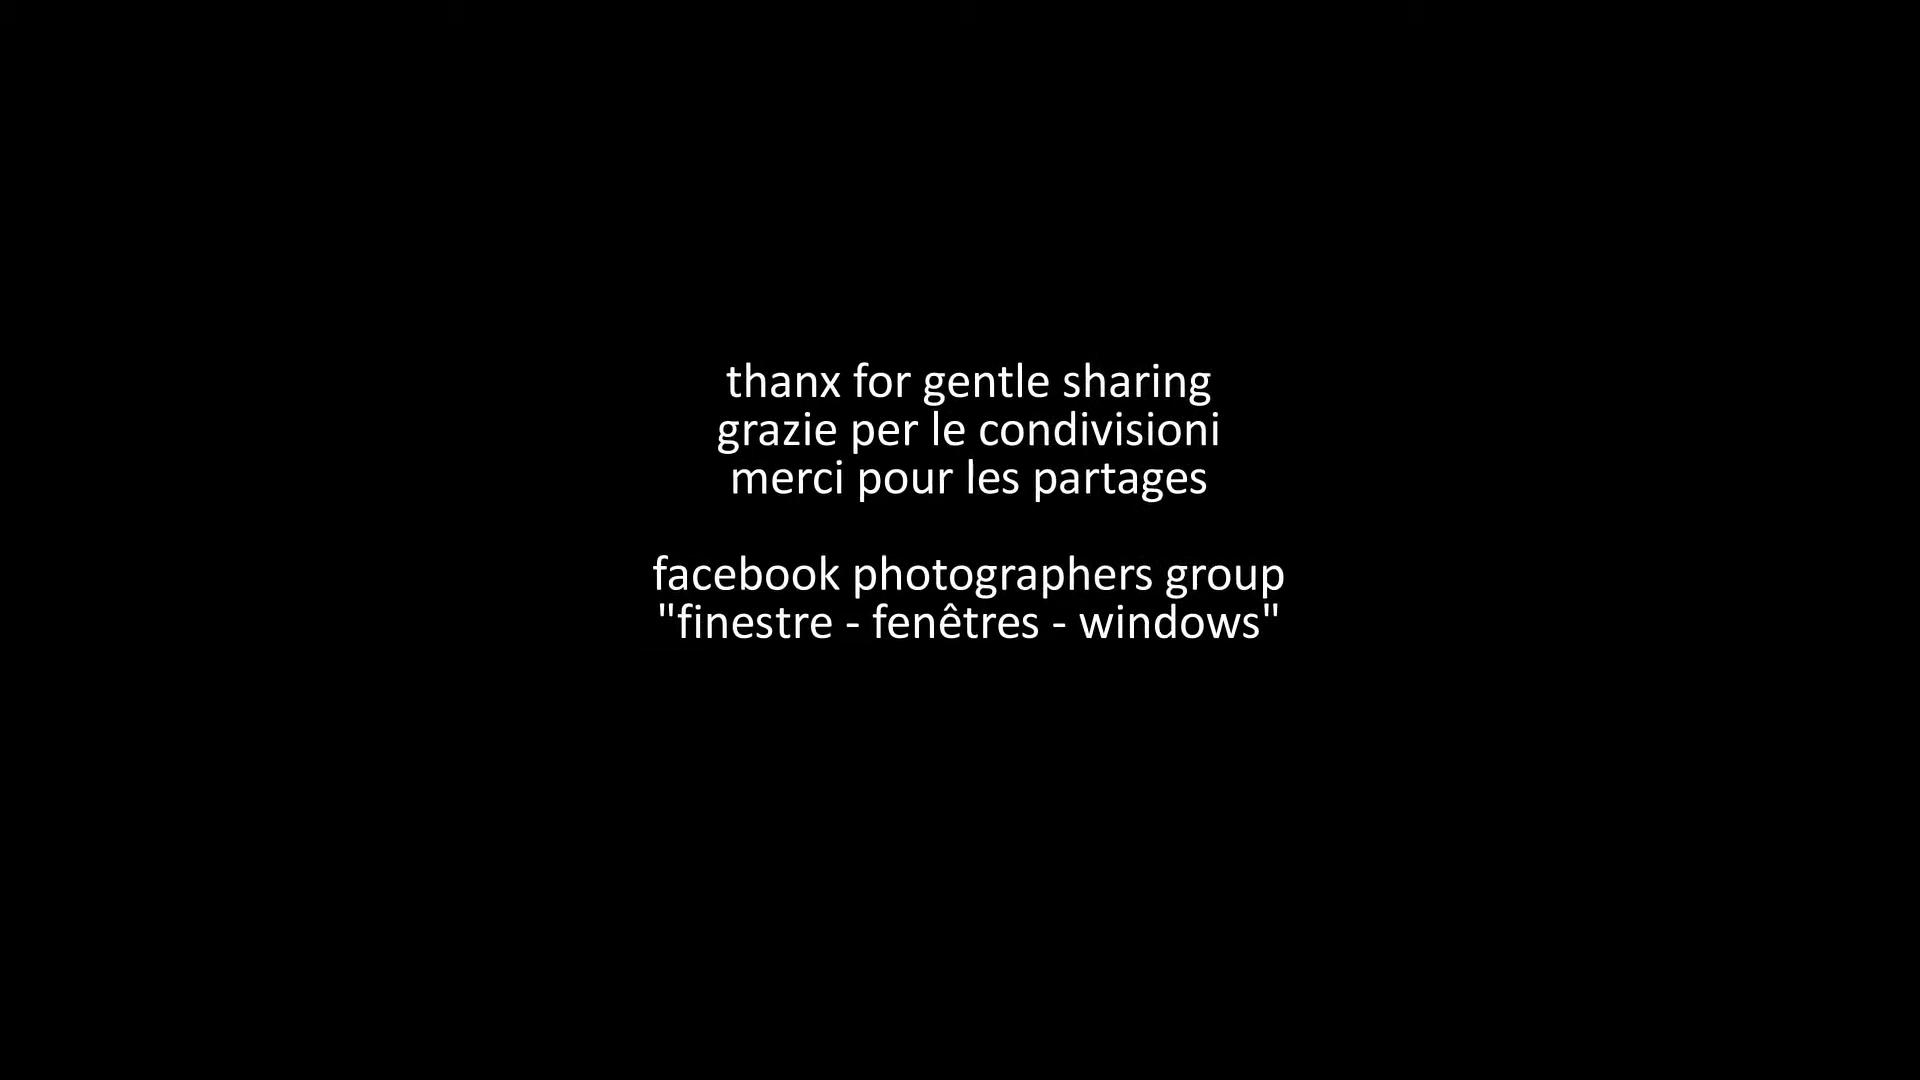 thanx for gentle sharing
grazie per le condivisioni
merci pour les partages
facebook photographers group
"finestre - fenêtres - windows"